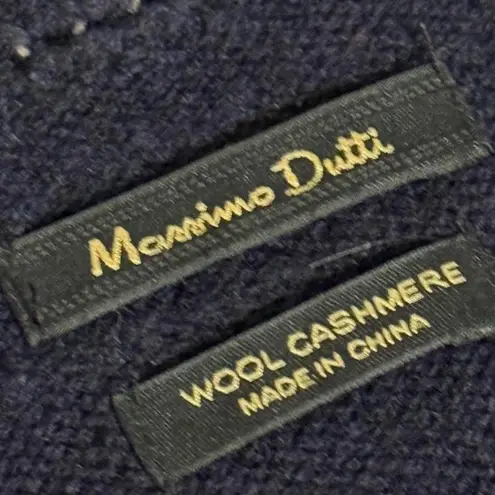 Massimo Dutti
WOOL CASHMERE
MADE IN CHINA